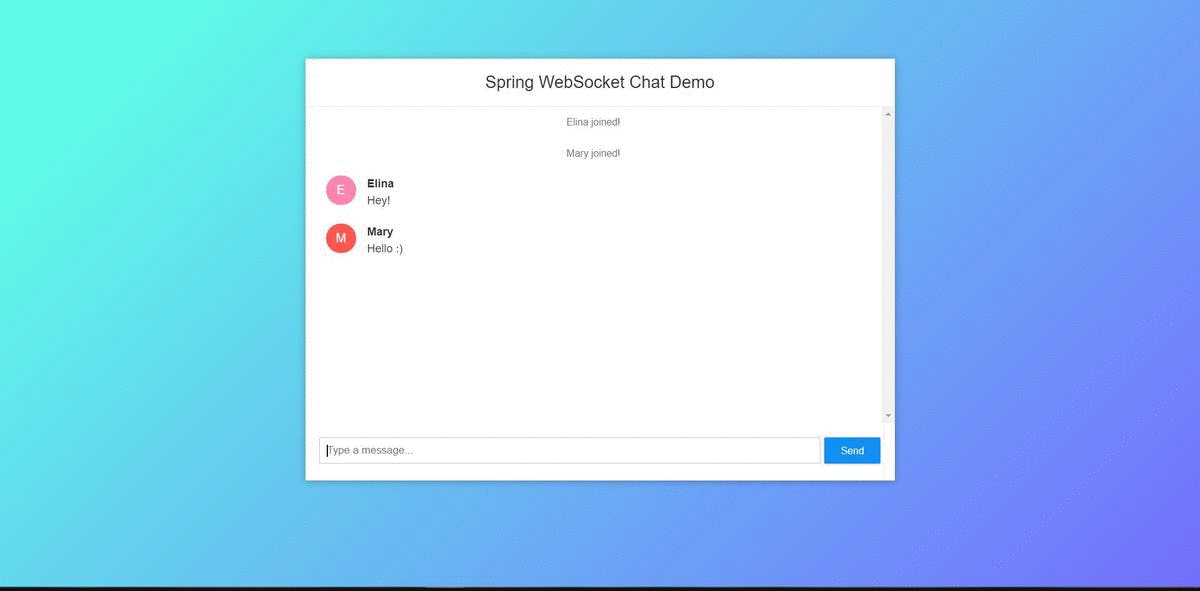 Spring WebSocket Chat Demo
Elina joined!
Mary joined!
E
Elina
Hey!
M
Mary
Hello :)
Type a message...
Send